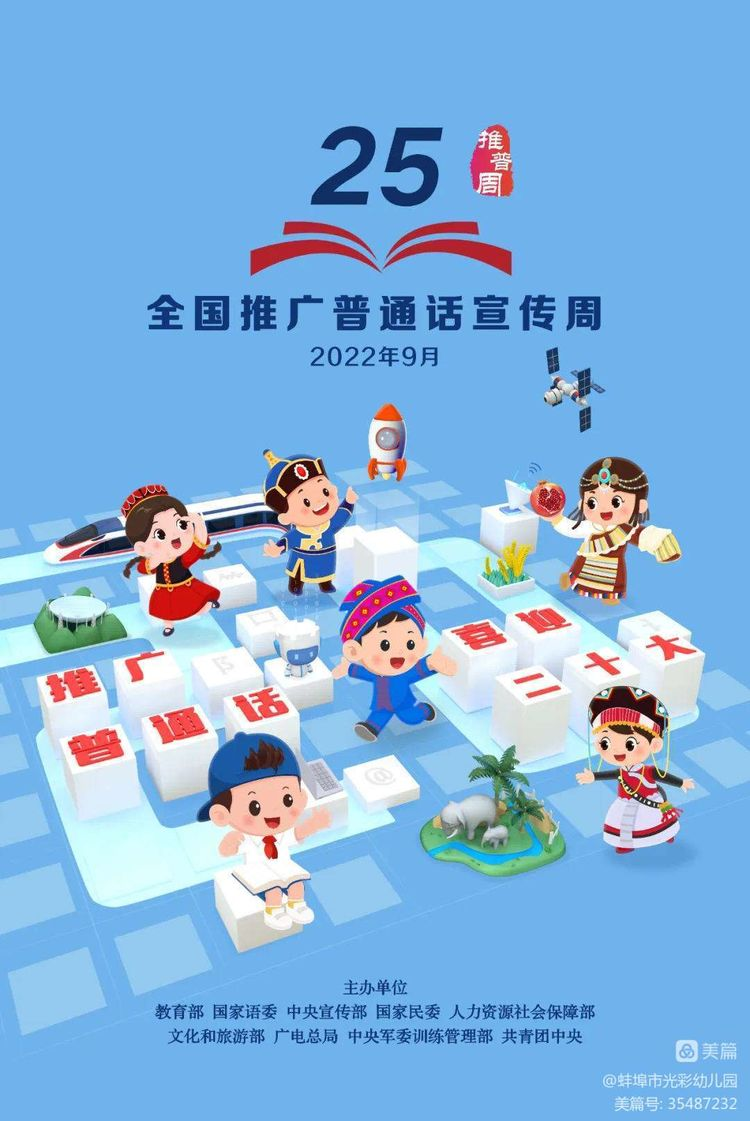 25
推普周
全国推广普通话宣传周
2022年9月
推广
普通话
喜迎
二十大
@
主办单位
教育部 国家语委 中央宣传部 国家民委 人力资源社会保障部
文化和旅游部 广电总局 中央军委训练管理部 共青团中央
美篇
@蚌埠市光彩幼儿园
美篇号: 35487232